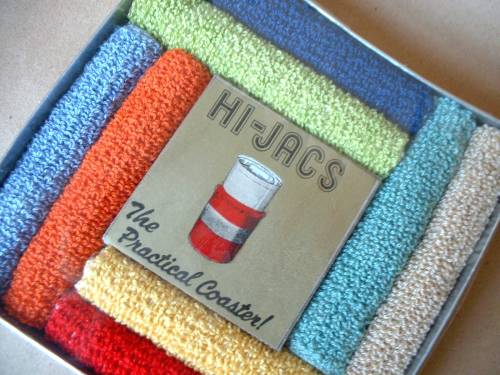 HI-JACS
The
Practical Coaster!